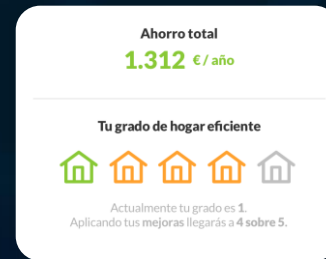 Ahorro total
1.312 €/ año
Tu grado de hogar eficiente
Actualmente tu grado es 1.
Aplicando tus mejoras llegarás a 4 sobre 5.